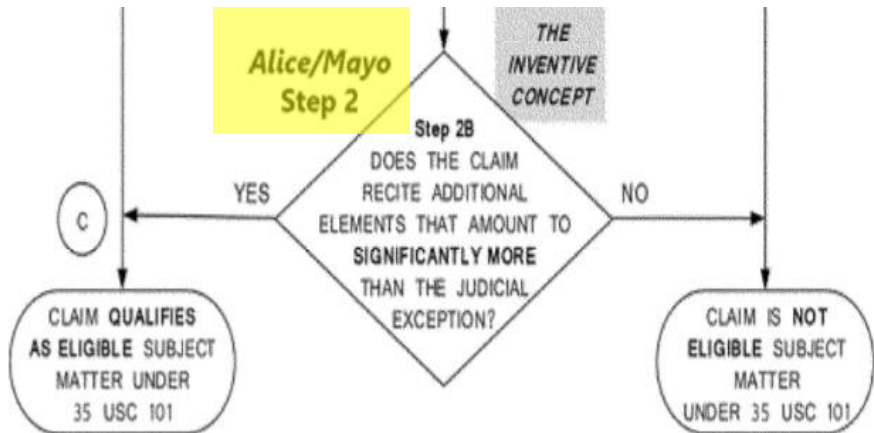 Alice/Mayo
Step 2
THE
INVENTIVE
CONCEPT
Step 2B
DOES THE CLAIM
RECITE ADDITIONAL
ELEMENTS THAT AMOUNT TO
SIGNIFICANTLY MORE
THAN THE JUDICIAL
EXCEPTION?
YES
NO
C
CLAIM QUALIFIES
AS ELIGIBLE SUBJECT
MATTER UNDER
35 USC 101
CLAIM IS NOT
ELIGIBLE SUBJECT
MATTER
UNDER 35 USC 101